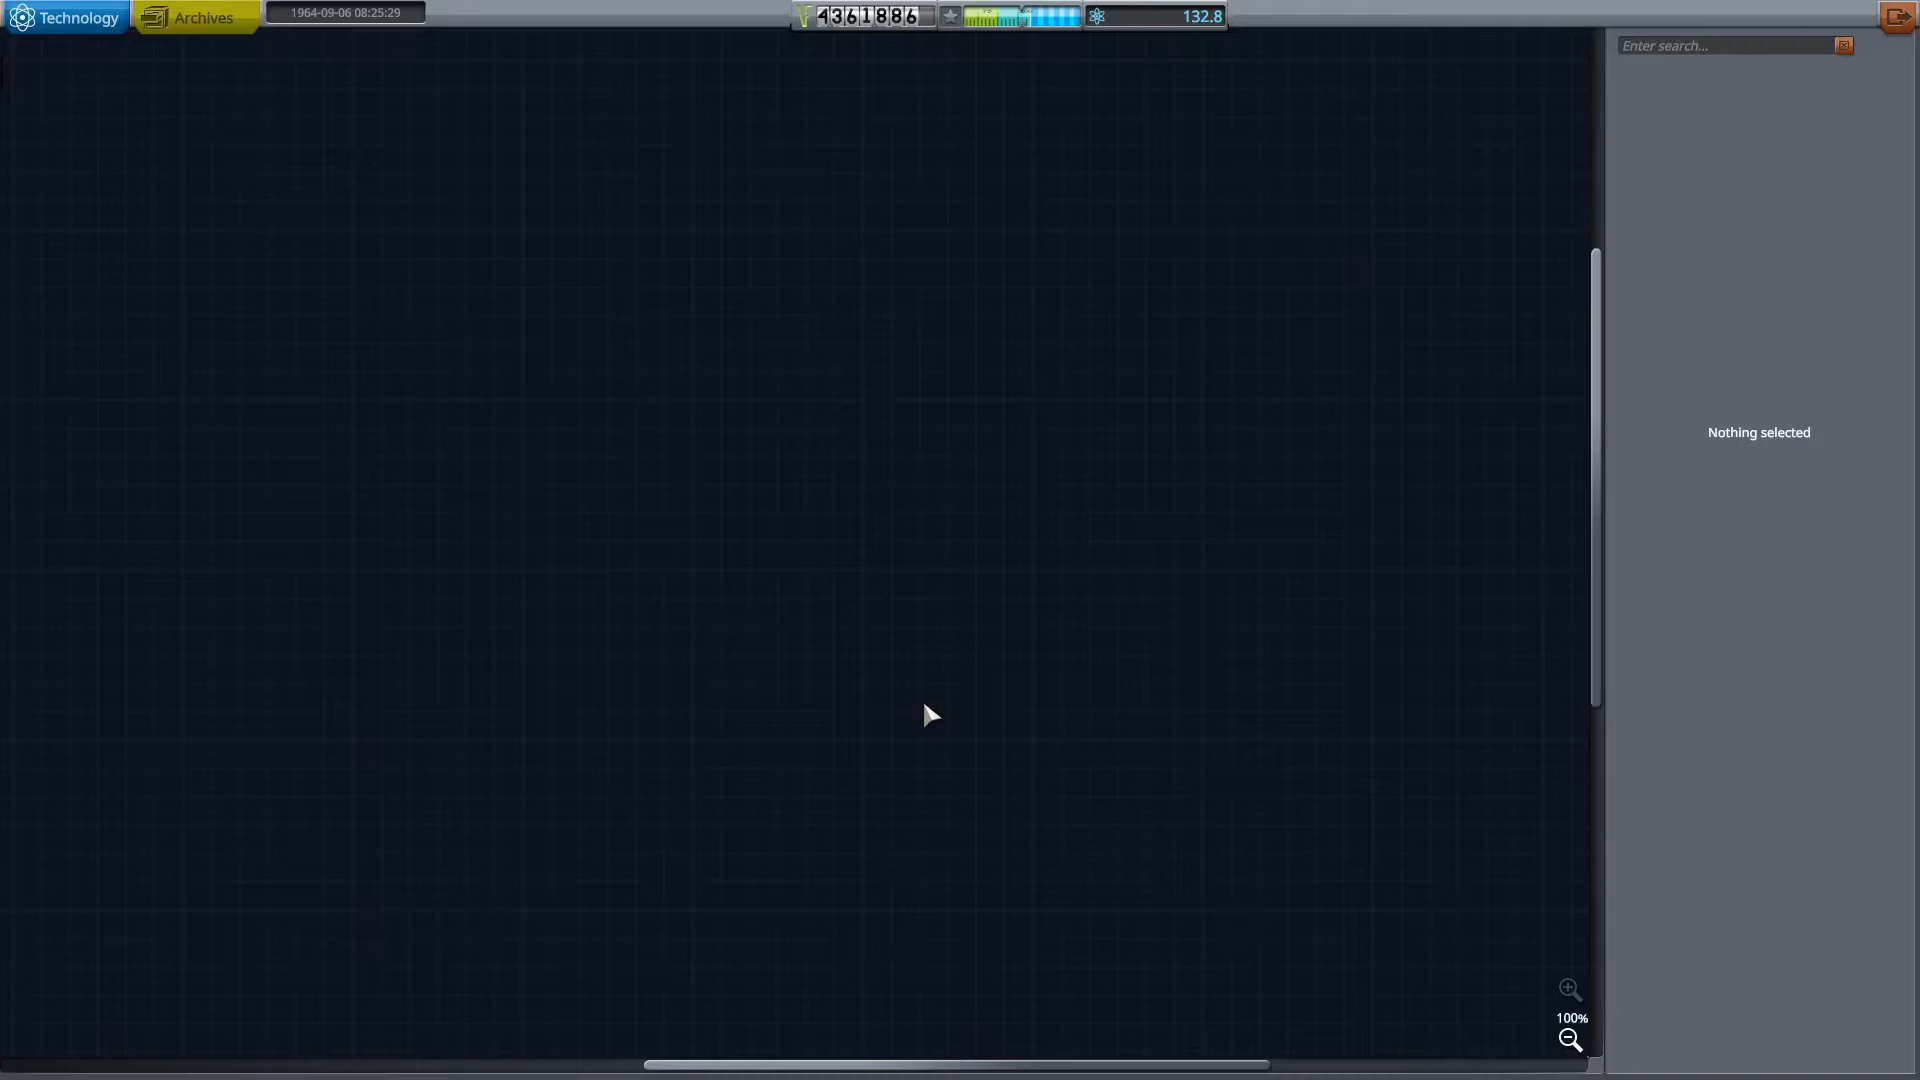 Technology
Archives
1964-09-06 08:25:29
4361886
132.8
Enter search...
Nothing selected
100%